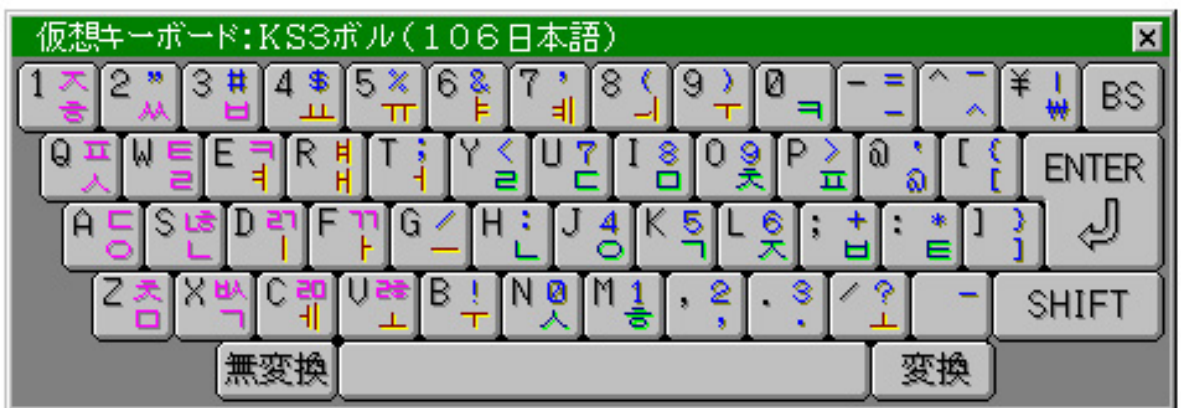 仮想キーボード:KS3ボル(106日本語)
1 ㅈ ㅎ 2 " ㅆ 3 # ㅂ 4 $ ㅛ 5 % ㅠ 6 & ㅑ 7 ' ㅖ 8 ( ㅢ 9 ) ㅜ 0 ㅋ - = - ^ ¯ ^ ¥ | ₩ BS
Q ㅍ ㅅ W ㅌ ㄹ E ㅋ ㅕ R ㅒ ㅐ T ; ㅓ Y < ㄹ U 7 ㄷ I 8 ㅁ O 9 ㅊ P > ㅍ @ ' @ [ { [ ENTER
A ㄷ ㅇ S ㄶ ㄴ D ㄺ ㅣ F ㄲ ㅏ G / ㅡ H : ㄴ J 4 ㅇ K 5 ㄱ L 6 ㅈ ; + ㅂ : * ㅌ ] } ]
Z ㅊ ㅁ X ㅄ ㄱ C ㄻ ㅔ V ㅀ ㅗ B ! ㅜ N 0 ㅅ M 1 ㅎ , 2 , . 3 . / ? ㅗ - SHIFT
無変換 変換